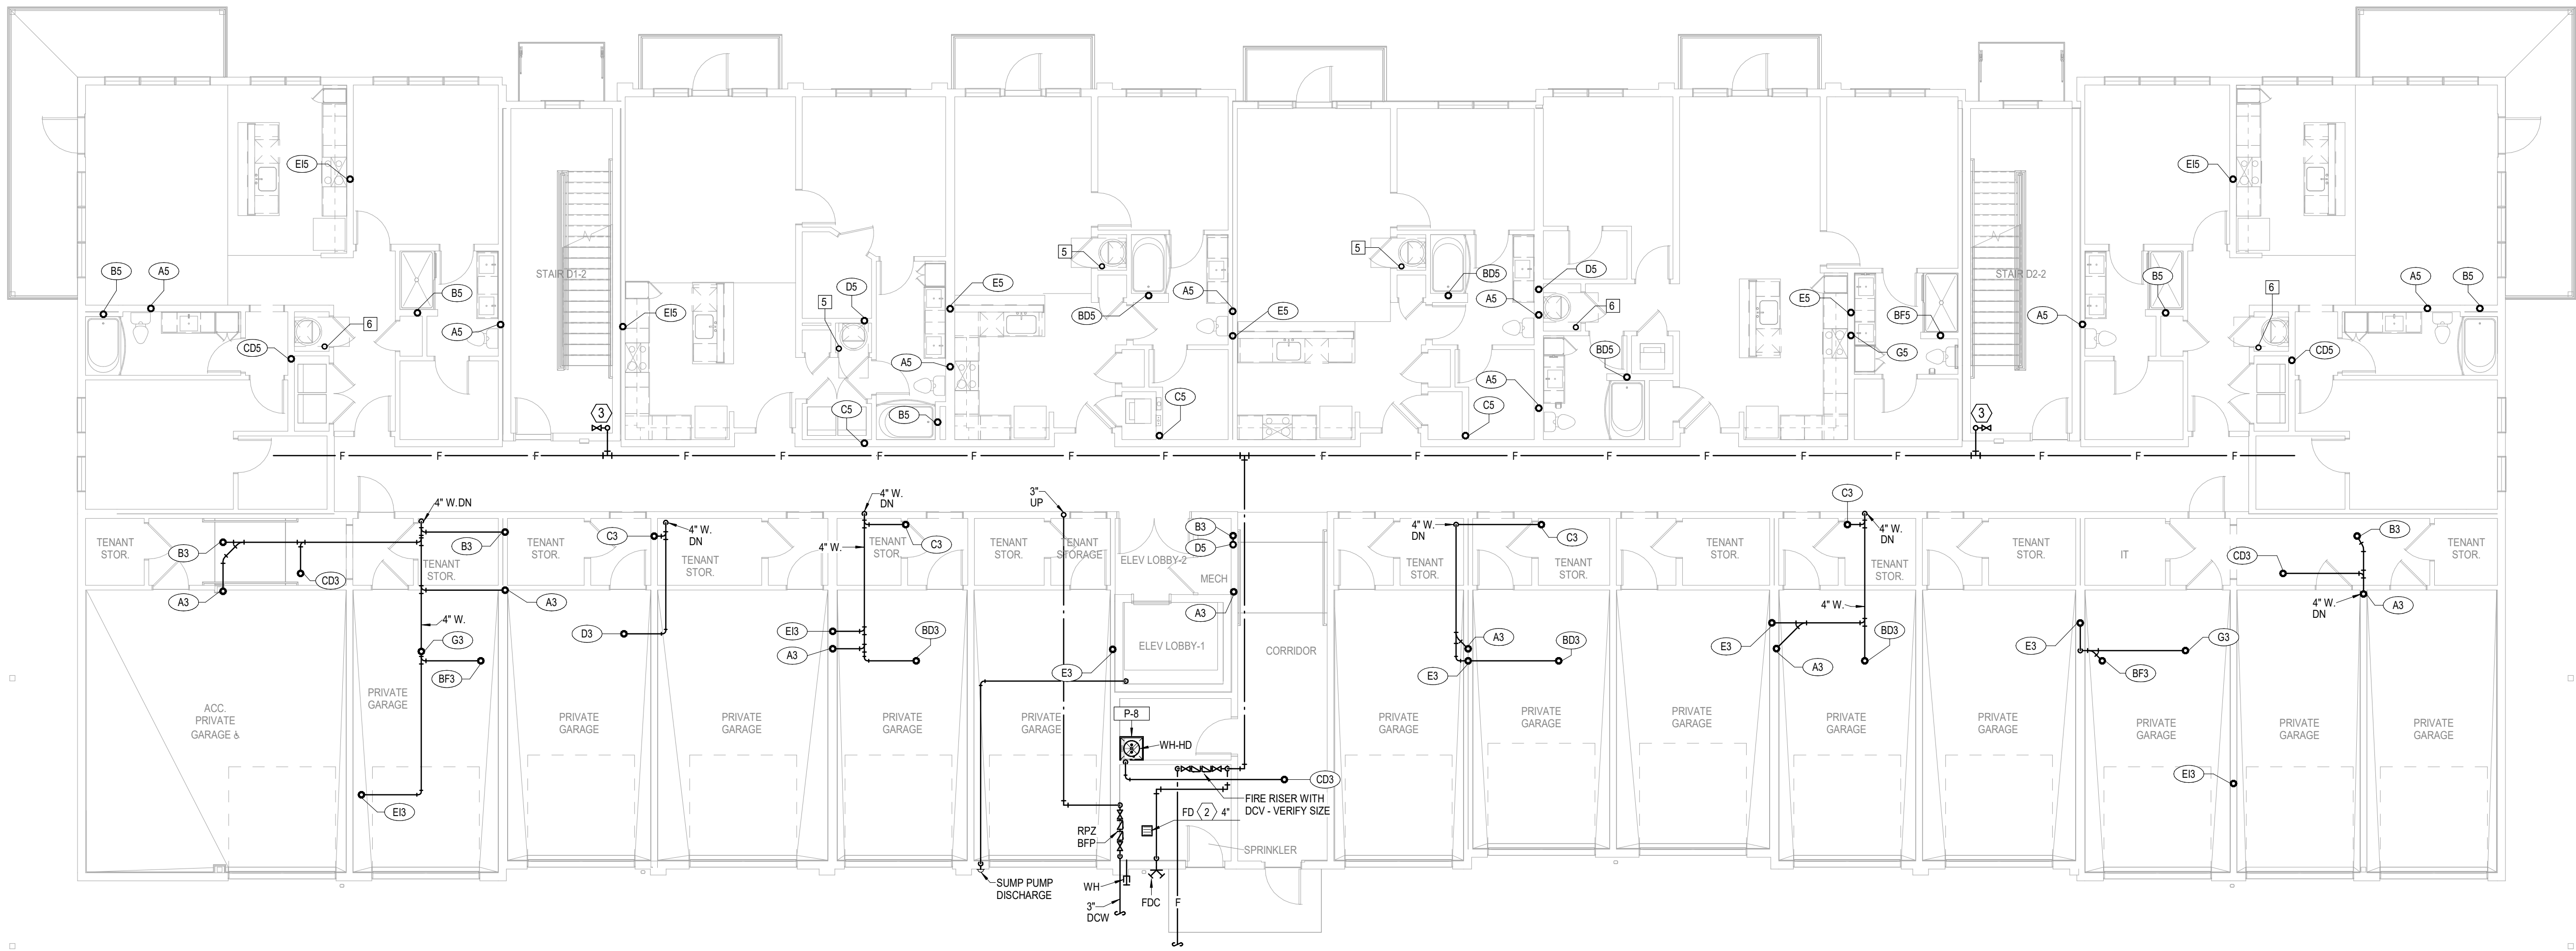 EI5
EI5
5
5
B5
A5
STAIR D1-2
B5
D5
5
E5
BD5
A5
BD5
D5
A5
6
E5
BF5
STAIR D2-2
B5
6
A5
B5
6
A5
EI5
E5
A5
G5
CD5
A5
BD5
CD5
A5
C5
B5
C5
C5
3
3
F F F F F F F F F F F F F F F F F F F
4" W.DN
4" W.
DN
3"
UP
C3
4" W.
DN
4" W.
DN
4" W.
DN
TENANT
STOR.
B3
B3
TENANT
STOR.
C3
TENANT
STOR.
4" W.
TENANT
STOR.
C3
TENANT
STOR.
TENANT
STORAGE
ELEV LOBBY-2
B3
D5
MECH
C3
TENANT
STOR.
TENANT
STOR.
TENANT
STOR.
TENANT
STOR.
TENANT
STOR.
IT
B3
CD3
TENANT
STOR.
TENANT
STOR.
CD3
A3
A3
A3
4" W.
4" W.
4" W.
DN
A3
D3
EI3
A3
BD3
ELEV LOBBY-1
CORRIDOR
A3
BD3
E3
BD3
E3
G3
G3
BF3
E3
E3
A3
BF3
ACC.
PRIVATE
GARAGE
PRIVATE
GARAGE
PRIVATE
GARAGE
PRIVATE
GARAGE
PRIVATE
GARAGE
PRIVATE
GARAGE
P-8
PRIVATE
GARAGE
PRIVATE
GARAGE
PRIVATE
GARAGE
PRIVATE
GARAGE
PRIVATE
GARAGE
PRIVATE
GARAGE
PRIVATE
GARAGE
PRIVATE
GARAGE
WH-HD
CD3
EI3
EI3
FIRE RISER WITH
DCV - VERIFY SIZE
FD 2 4"
RPZ
BFP
SPRINKLER
SUMP PUMP
DISCHARGE
WH
3"
DCW
FDC
F